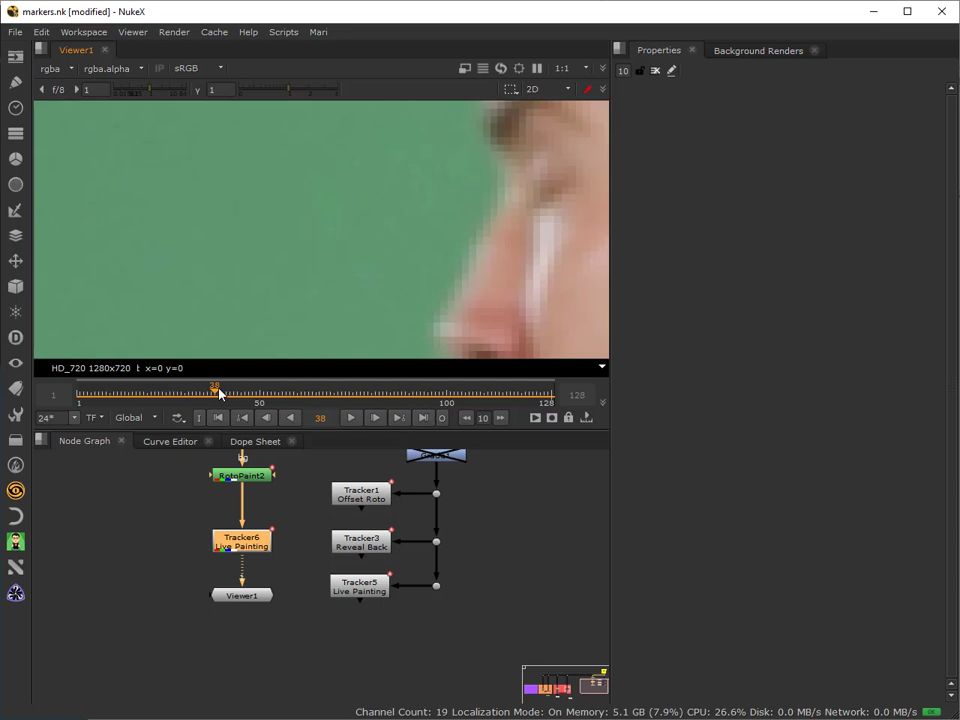 markers.nk [modified] - NukeX
File Edit Workspace Viewer Render Cache Help Scripts Mari
Viewer1
rgba rgba.alpha IP sRGB 1:1
f/8 1 γ 1 2D
HD_720 1280x720 x=0 y=0
38
1 1 50 100 128 128
24* TF Global I 38 O 10
Node Graph Curve Editor Dope Sheet
bg
RotoPaint2
Tracker6
Live Painting
Viewer1
Tracker1
Offset Roto
Tracker3
Reveal Back
Tracker5
Live Painting
Properties Background Renders
10
Channel Count: 19 Localization Mode: On Memory: 5.1 GB (7.9%) CPU: 26.6% Disk: 0.0 MB/s Network: 0.0 MB/s